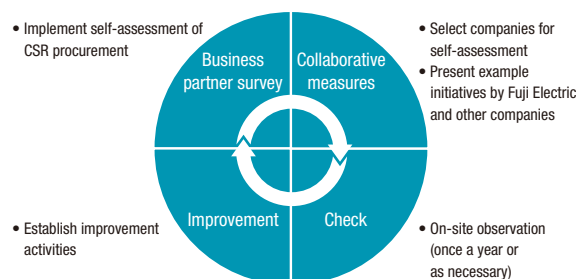 • Implement self-assessment of
CSR procurement
Business
partner survey
Collaborative
measures
• Select companies for
self-assessment
• Present example
initiatives by Fuji Electric
and other companies
• Establish improvement
activities
Improvement
Check
• On-site observation
(once a year or
as necessary)